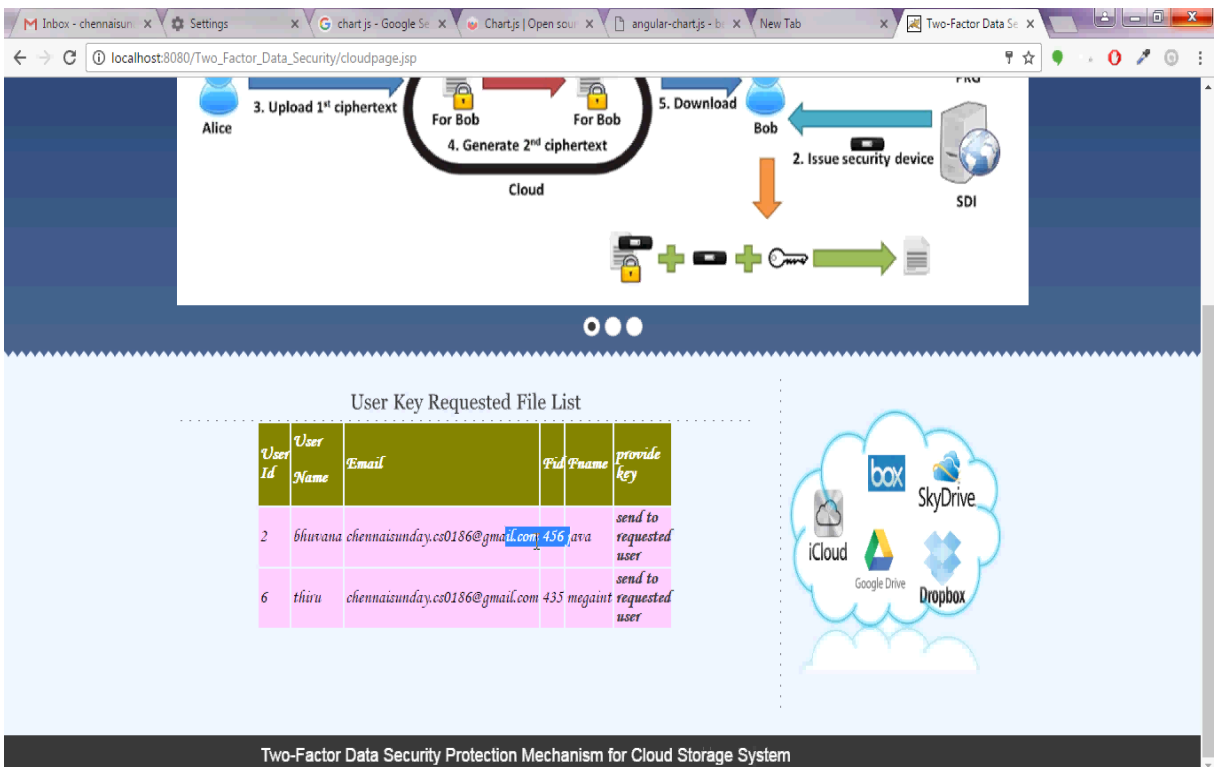 Inbox - chennaisun
Settings
chart js - Google Se
Chart.js | Open sour
angular-chart.js - b
New Tab
Two-Factor Data Se
localhost:8080/Two_Factor_Data_Security/cloudpage.jsp
3. Upload 1st ciphertext
Alice
For Bob
For Bob
4. Generate 2nd ciphertext
Cloud
5. Download
Bob
PKG
2. Issue security device
SDI
User Key Requested File List
User Id User Name Email Fid Fname provide key
2 bhuvana chennaisunday.cs0186@gmail.com 456 java send to requested user
6 thiru chennaisunday.cs0186@gmail.com 435 megaint send to requested user
box
SkyDrive
iCloud
Google Drive
Dropbox
Two-Factor Data Security Protection Mechanism for Cloud Storage System